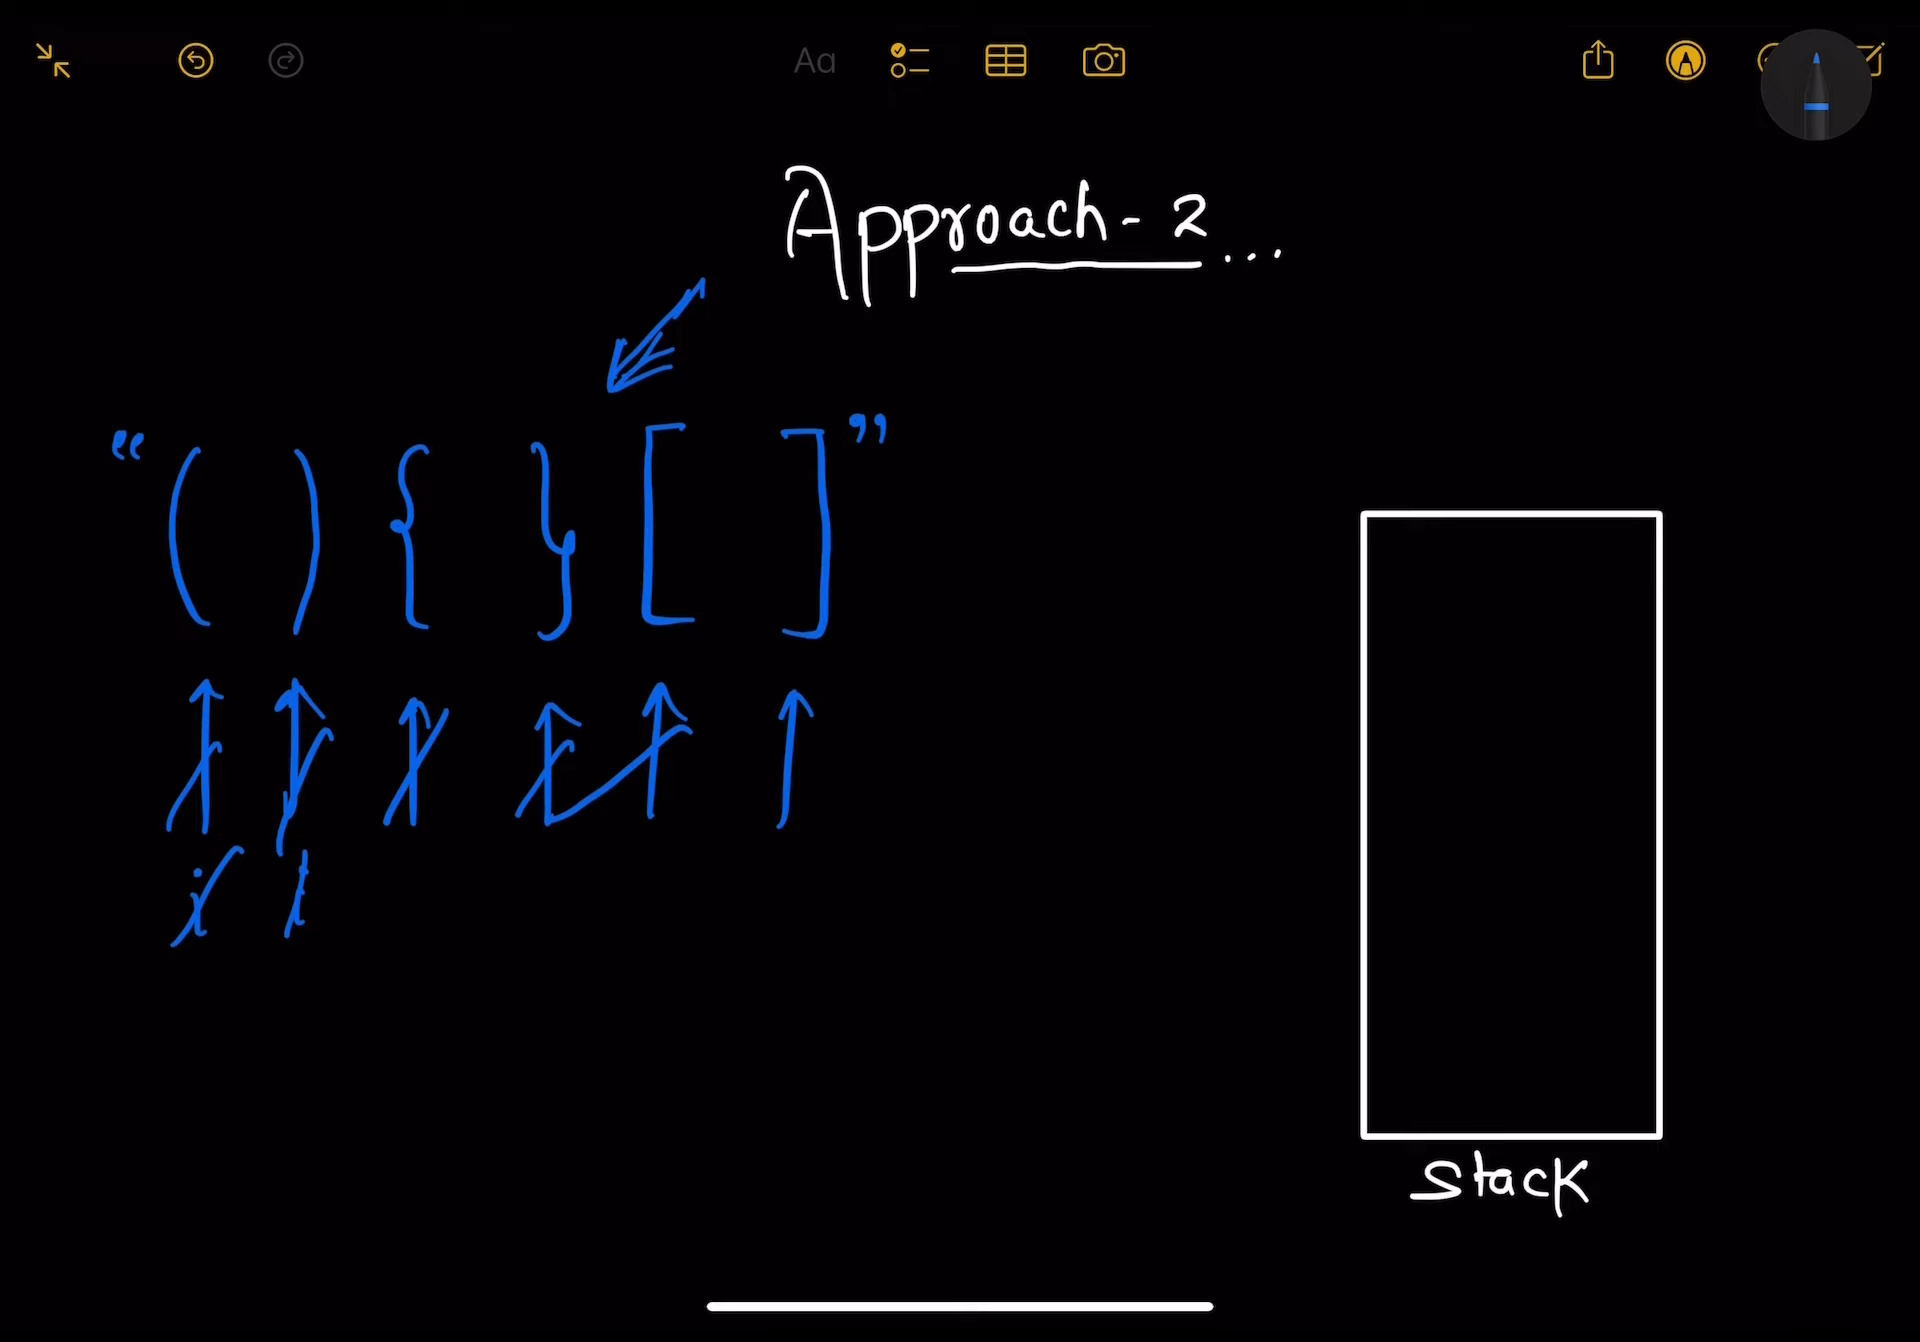 Aa
Approach-2...
“( ) { } [ ]”
i i
stack